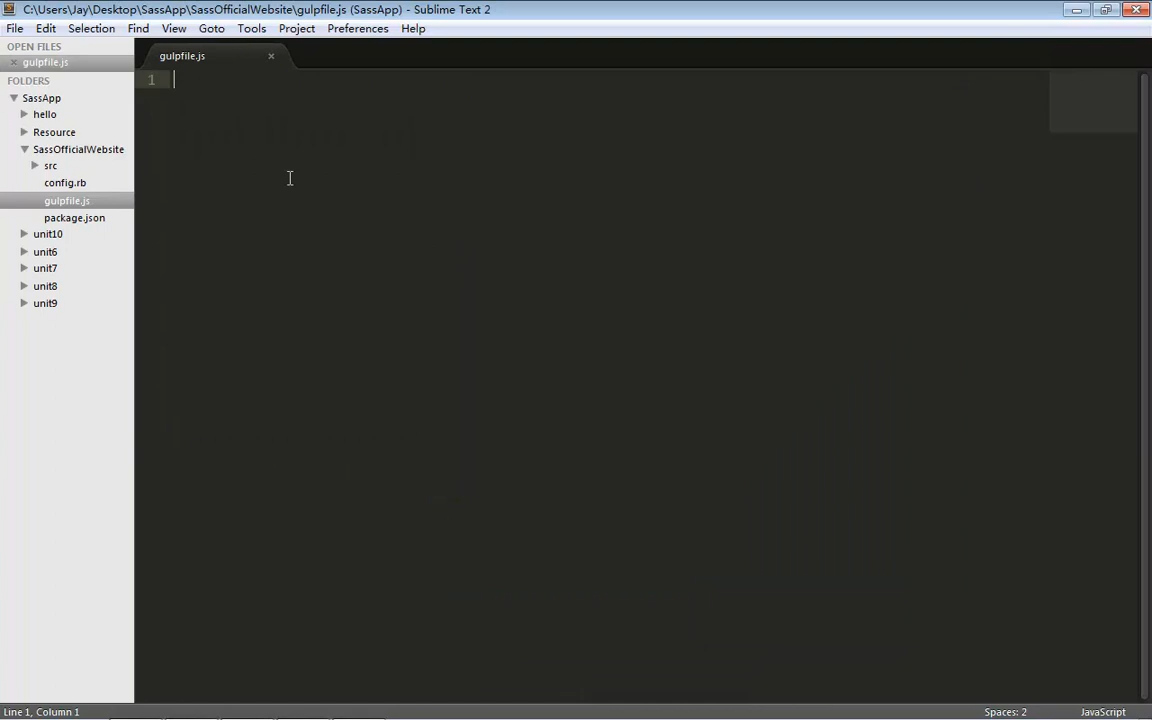 C:\Users\Jay\Desktop\SassApp\SassOfficialWebsite\gulpfile.js (SassApp) - Sublime Text 2
File Edit Selection Find View Goto Tools Project Preferences Help
OPEN FILES
gulpfile.js
FOLDERS
SassApp
hello
Resource
SassOfficialWebsite
src
config.rb
gulpfile.js
package.json
unit10
unit6
unit7
unit8
unit9
gulpfile.js
1
Line 1, Column 1
Spaces: 2
JavaScript